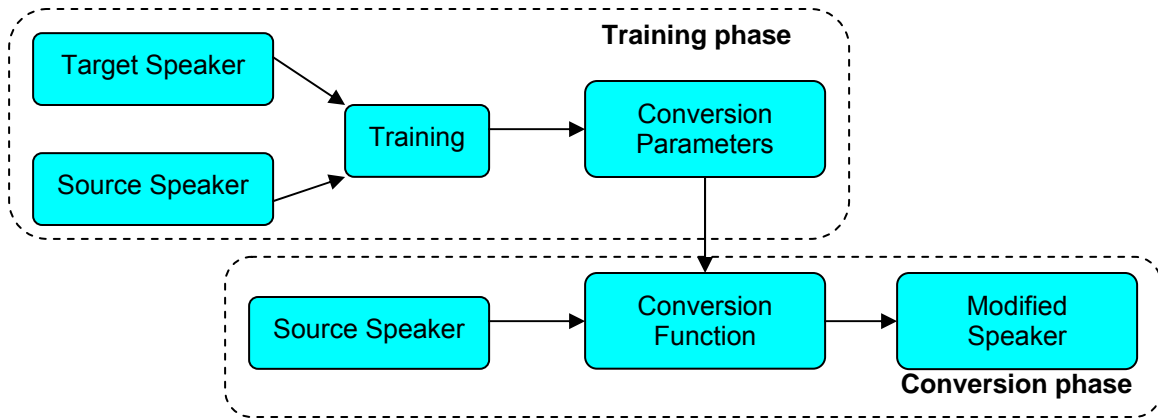 Training phase
Target Speaker
Source Speaker
Training
Conversion
Parameters
Source Speaker
Conversion
Function
Modified
Speaker
Conversion phase